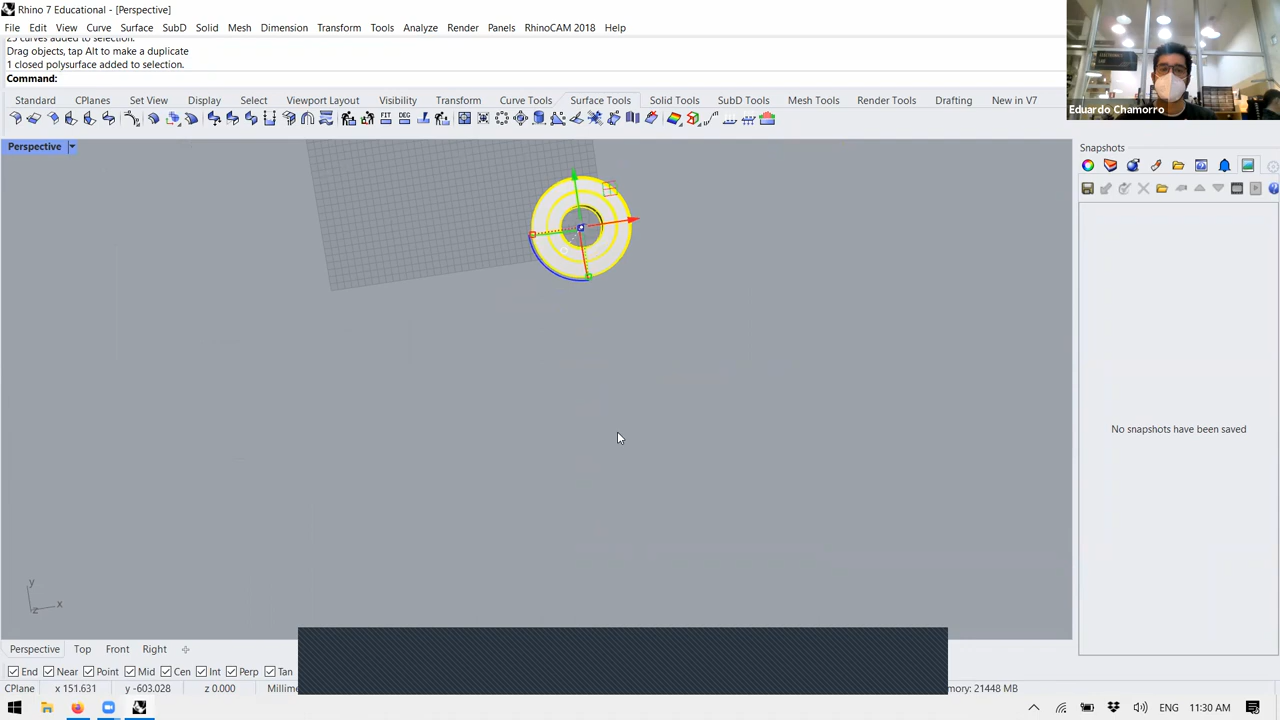 Rhino 7 Educational - [Perspective]
File Edit View Curve Surface SubD Solid Mesh Dimension Transform Tools Analyze Render Panels RhinoCAM 2018 Help
Drag objects, tap Alt to make a duplicate
1 closed polysurface added to selection.
Command:
Standard CPlanes Set View Display Select Viewport Layout Visibility Transform Curve Tools Surface Tools Solid Tools SubD Tools Mesh Tools Render Tools Drafting New in V7
FIT DEG
Eduardo Chamorro
Perspective
Snapshots
No snapshots have been saved
y
z x
Perspective Top Front Right
End Near Point Mid Cen Int Perp Tan
CPlane x 151.631 y -603.028 z 0.000
21448 MB
ENG 11:30 AM